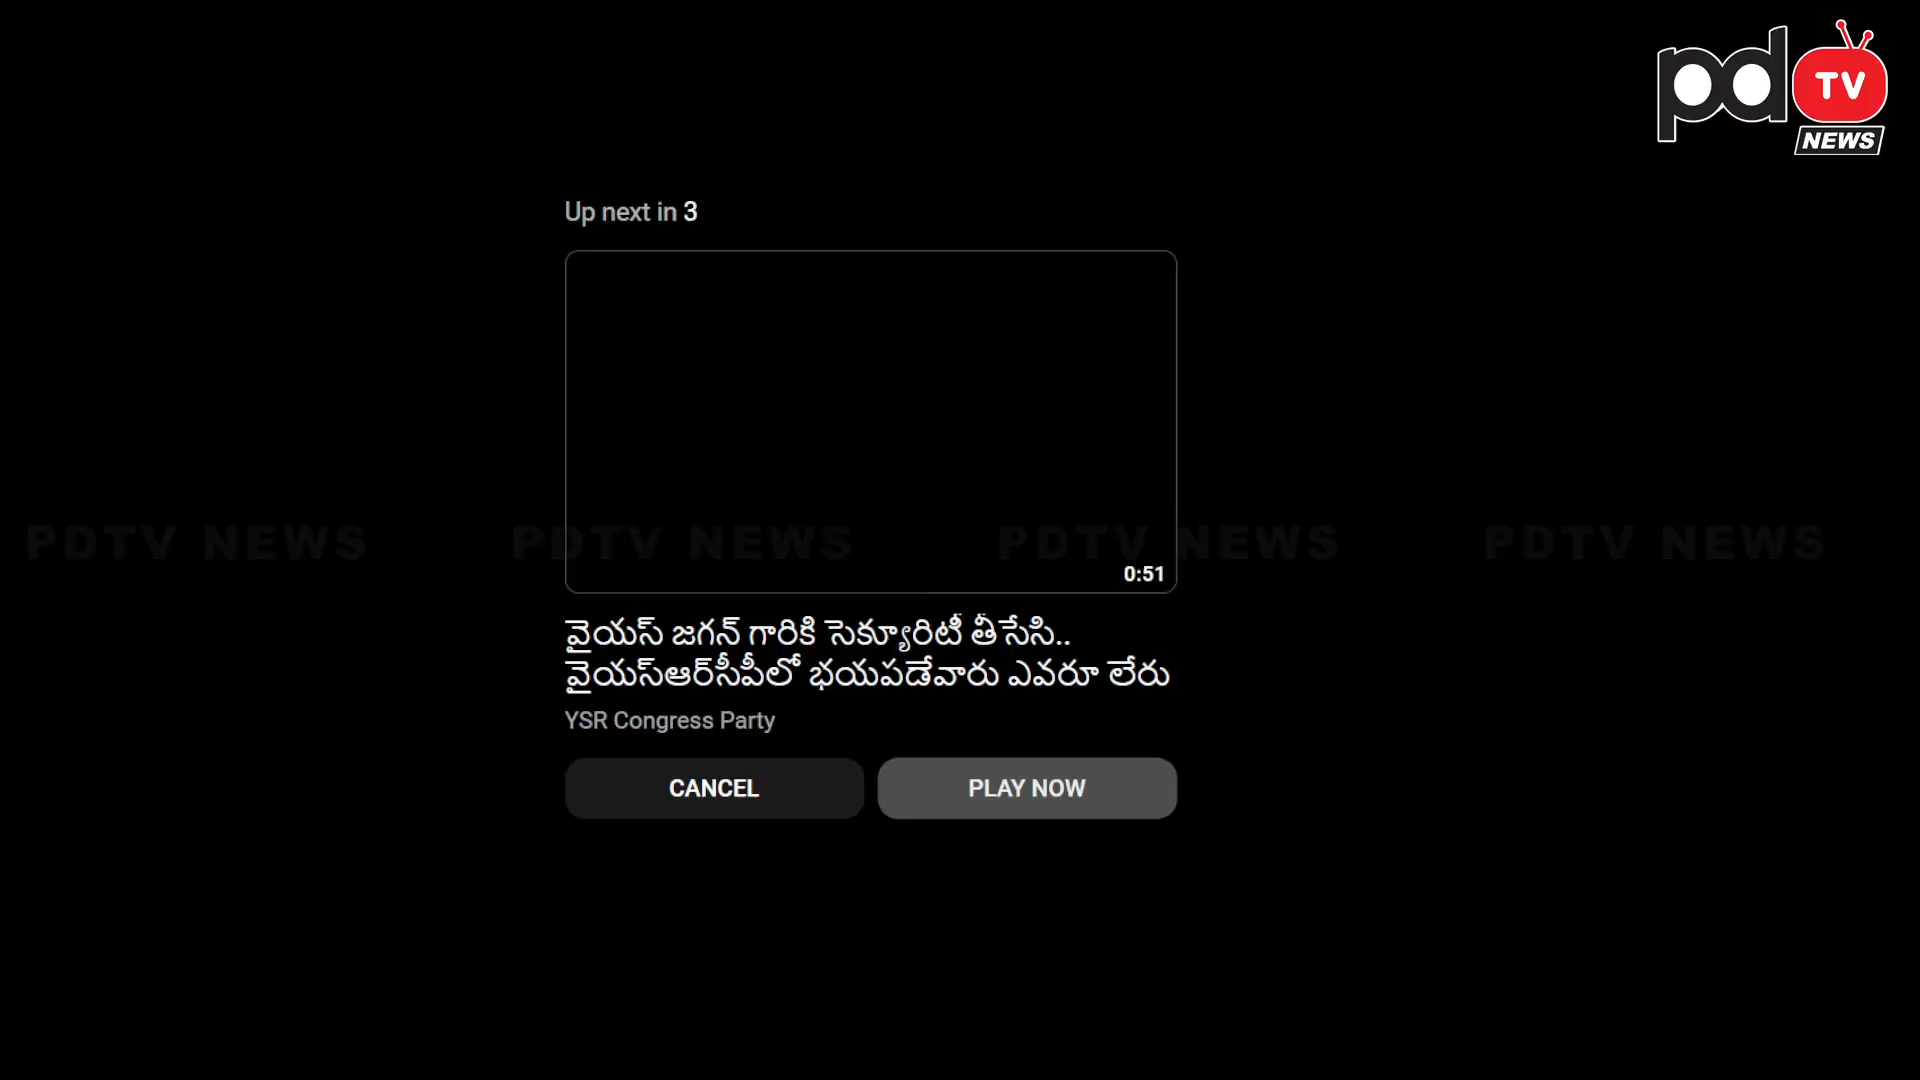 pd TV
NEWS
Up next in 3
PDTV NEWS PDTV NEWS PDTV NEWS PDTV NEWS
0:51
వైయస్ జగన్ గారికి సెక్యూరిటీ తీసేసి..
వైయస్ఆర్‌సీపీలో భయపడేవారు ఎవరూ లేరు
YSR Congress Party
CANCEL PLAY NOW